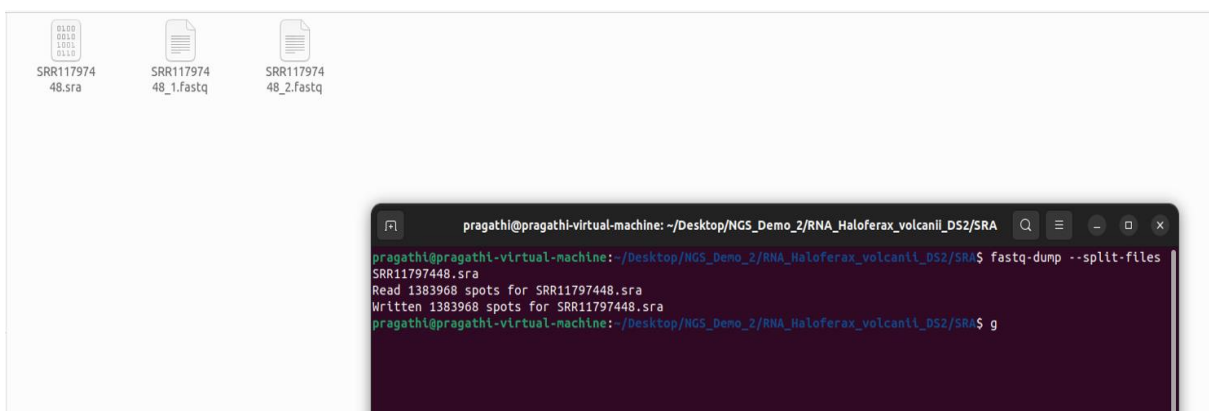 0100
0010
1001
0110
SRR117974
48.sra
SRR117974
48_1.fastq
SRR117974
48_2.fastq
pragathi@pragathi-virtual-machine: ~/Desktop/NGS_Demo_2/RNA_Haloferax_volcanii_DS2/SRA
pragathi@pragathi-virtual-machine:~/Desktop/NGS_Demo_2/RNA_Haloferax_volcanii_DS2/SRA$ fastq-dump --split-files
SRR11797448.sra
Read 1383968 spots for SRR11797448.sra
Written 1383968 spots for SRR11797448.sra
pragathi@pragathi-virtual-machine:~/Desktop/NGS_Demo_2/RNA_Haloferax_volcanii_DS2/SRA$ g